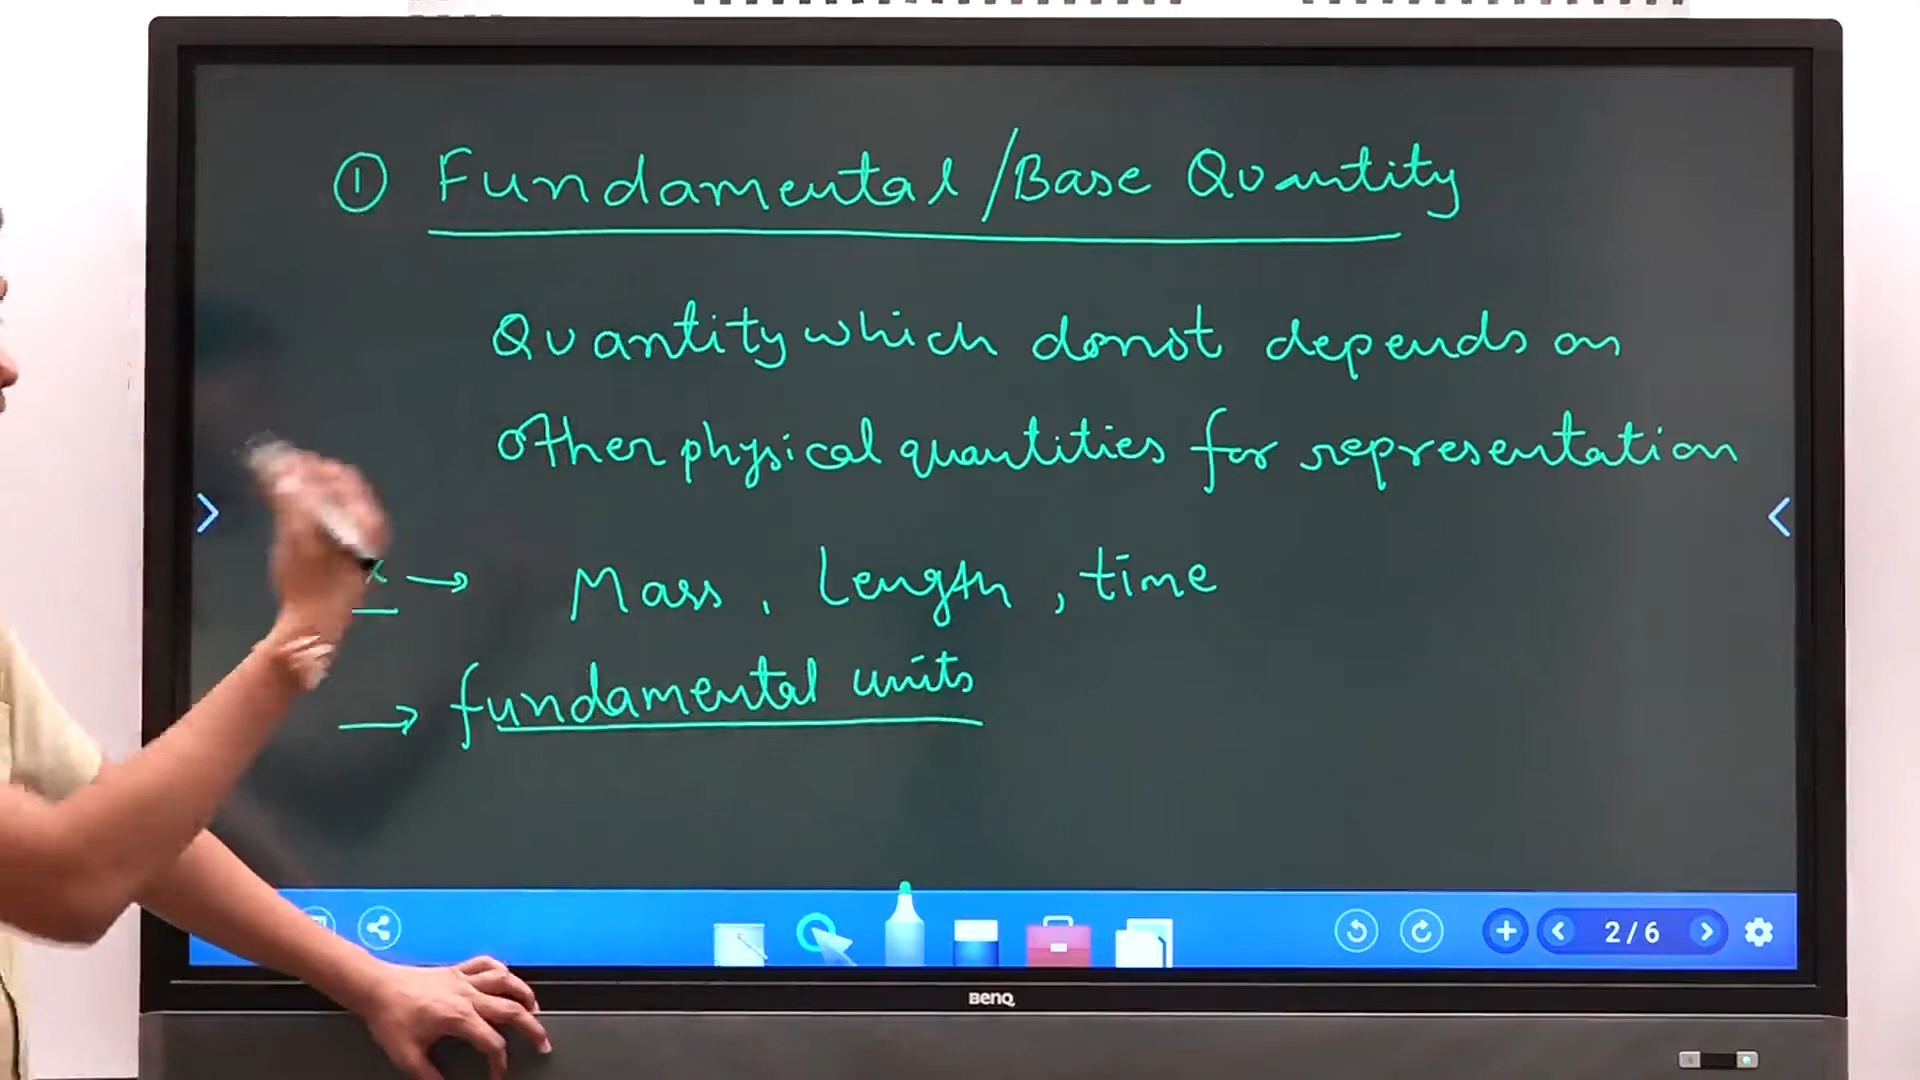 ① Fundamental/Base Quantity
Quantity which donot depends on
other physical quantities for representation
x → Mass, Length, time
→ fundamental units
2/6
BenQ